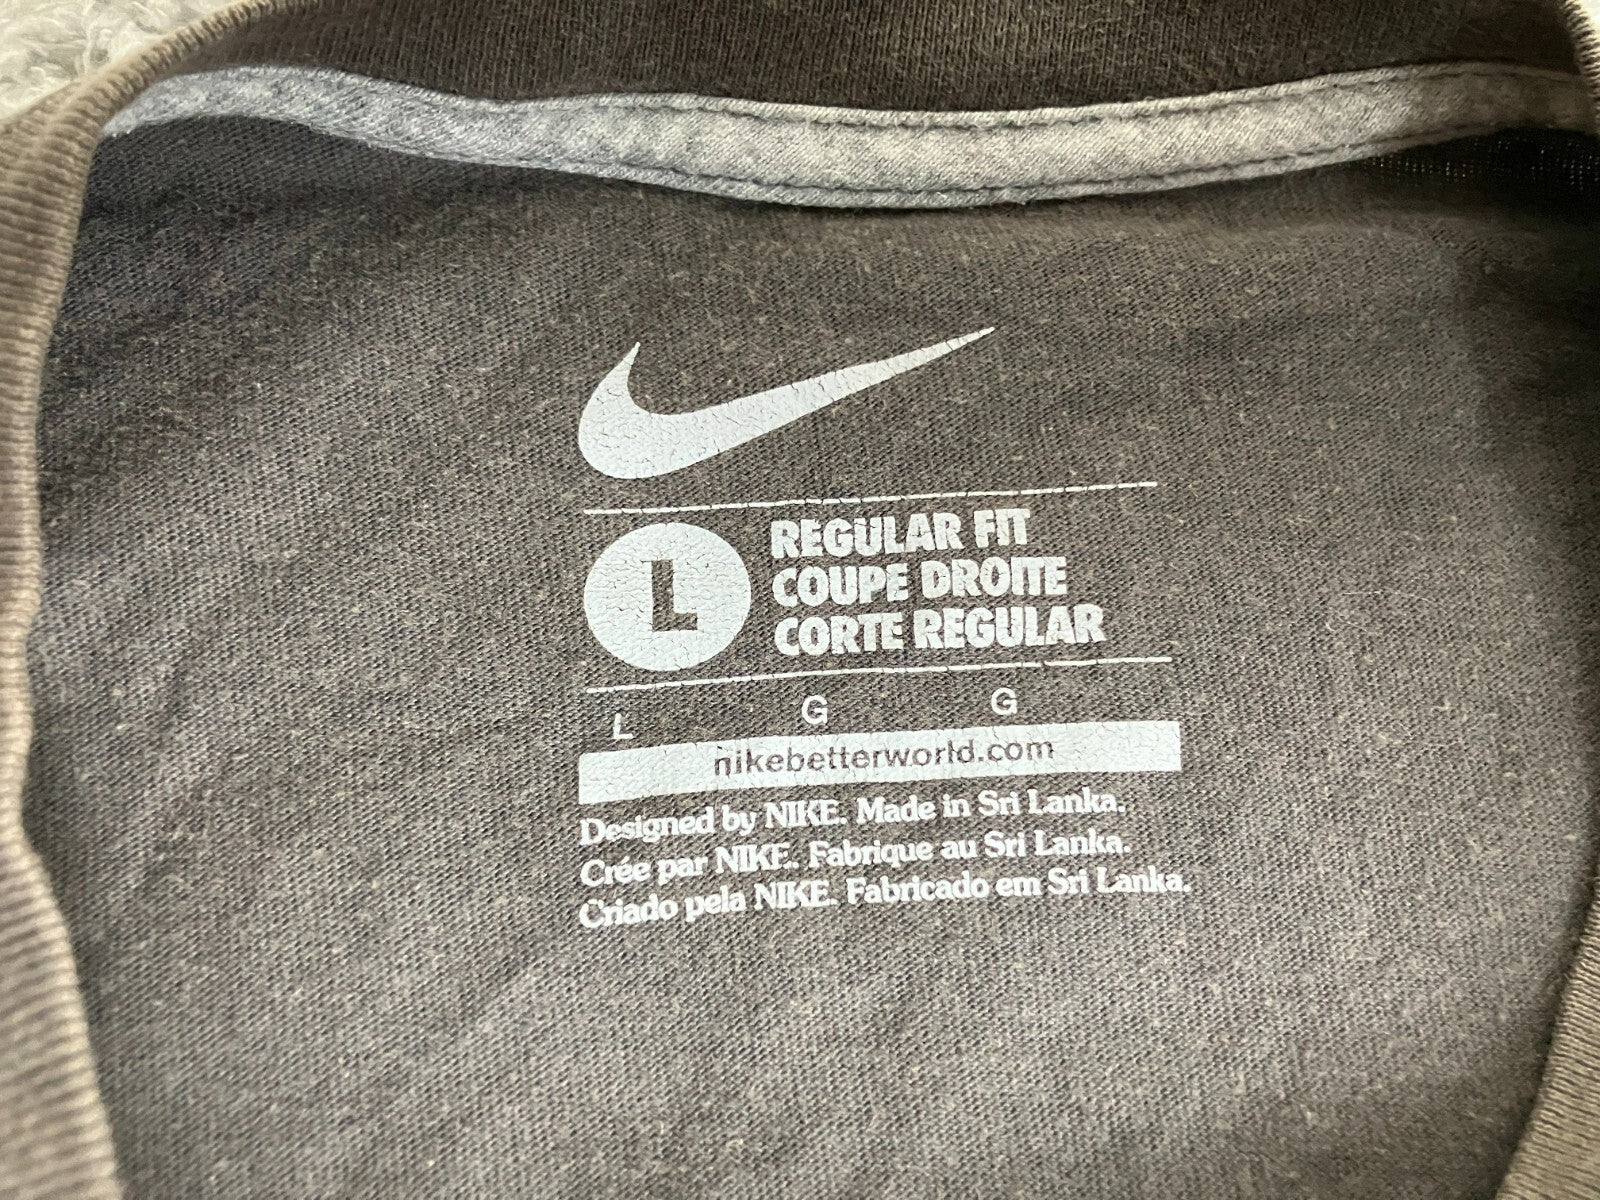 L
REGULAR FIT
COUPE DROITE
CORTE REGULAR
L G G
nikebetterworld.com
Designed by NIKE. Made in Sri Lanka.
Crée par NIKE. Fabrique au Sri Lanka.
Criado pela NIKE. Fabricado em Sri Lanka.